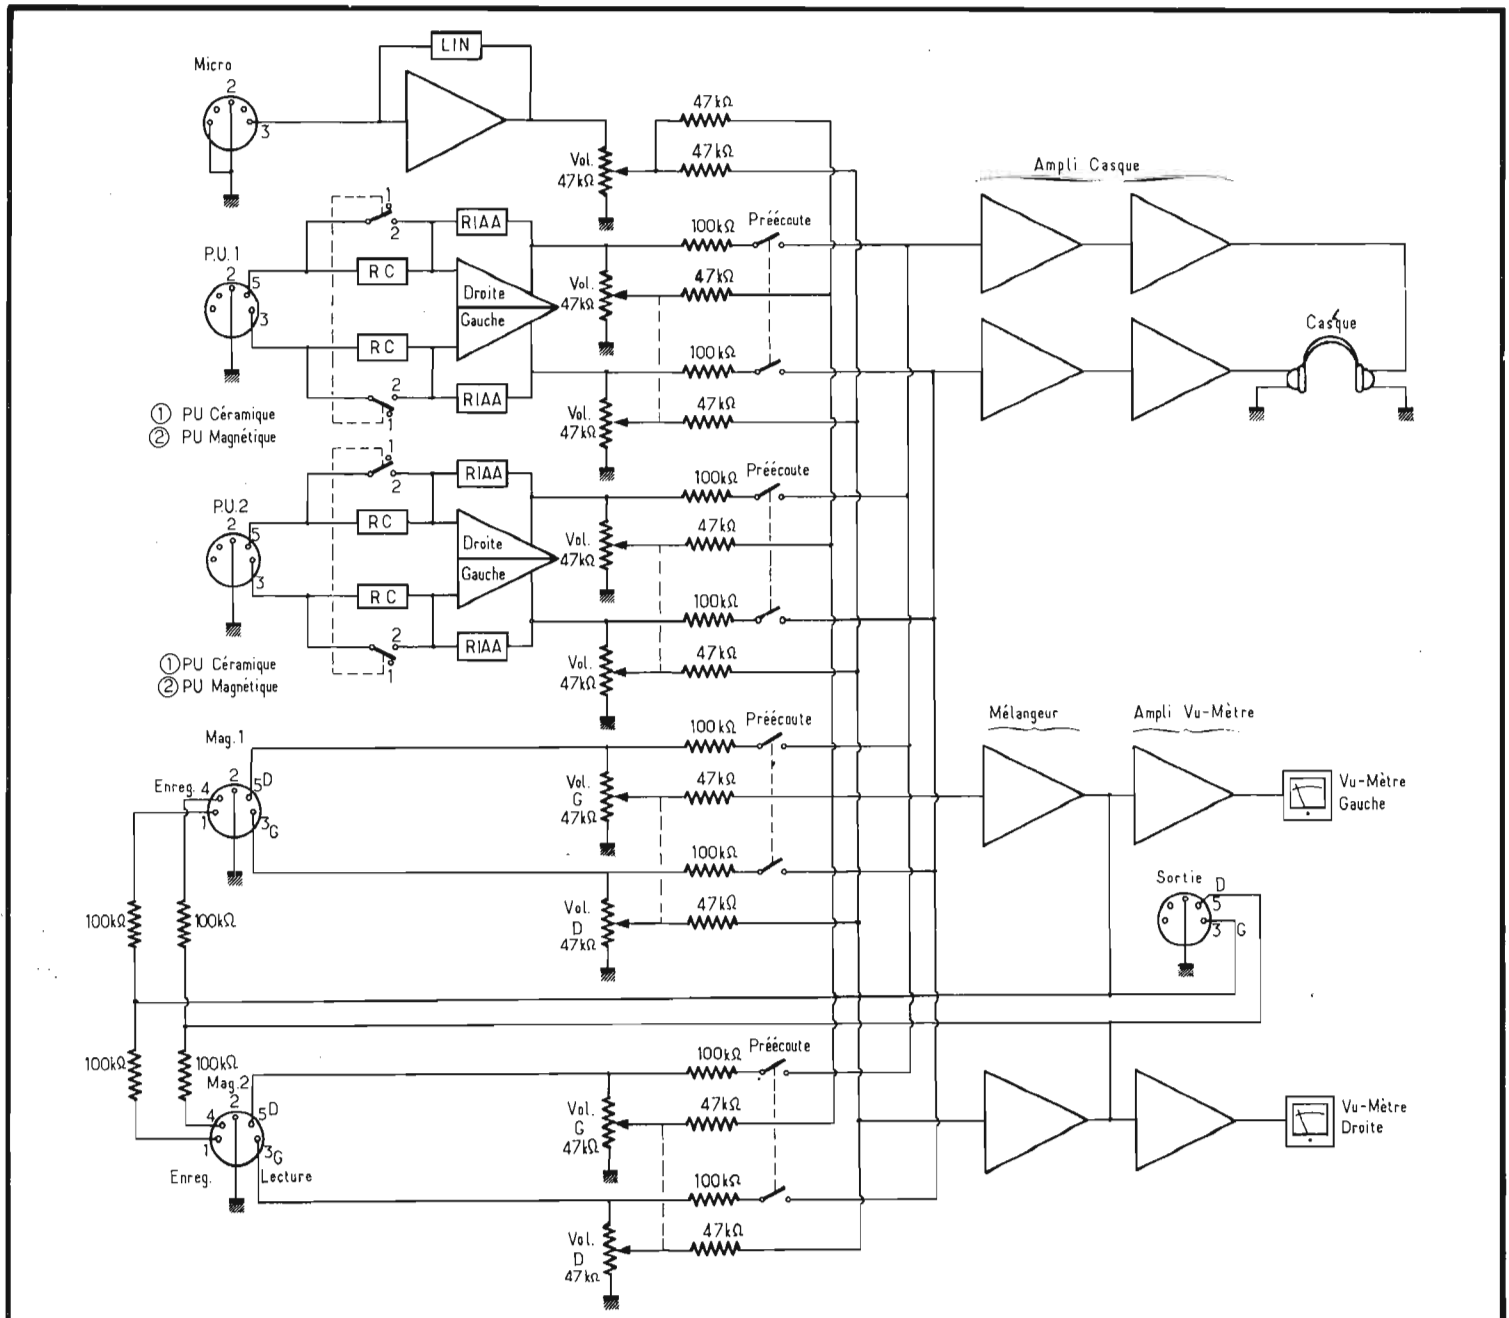 LIN
Micro
2
3
47kΩ
47kΩ
Vol.
47kΩ
Ampli Casque
1
2
RIAA
100kΩ
Préécoute
P.U.1
2
5
3
RC
Droite
Gauche
Vol.
47kΩ
47kΩ
RC
100kΩ
Casque
2
1
RIAA
Vol.
47kΩ
47kΩ
① PU Céramique
② PU Magnétique
1
2
RIAA
100kΩ
Préécoute
P.U.2
2
5
3
RC
Droite
Gauche
Vol.
47kΩ
47kΩ
RC
100kΩ
2
1
RIAA
Vol.
47kΩ
47kΩ
① PU Céramique
② PU Magnétique
Mag.1
100kΩ
Préécoute
Mélangeur
Ampli Vu-Mètre
Enreg. 4
2
5D
1
3G
Vol.
G
47kΩ
47kΩ
Vu-Mètre
Gauche
100kΩ
Vol.
D
47kΩ
47kΩ
Sortie
D
5
3
G
100kΩ
100kΩ
100kΩ
100kΩ
Mag.2
100kΩ
Préécoute
4
2
5D
1
3G
Vol.
G
47kΩ
47kΩ
Vu-Mètre
Droite
Enreg.
Lecture
100kΩ
Vol.
D
47kΩ
47kΩ